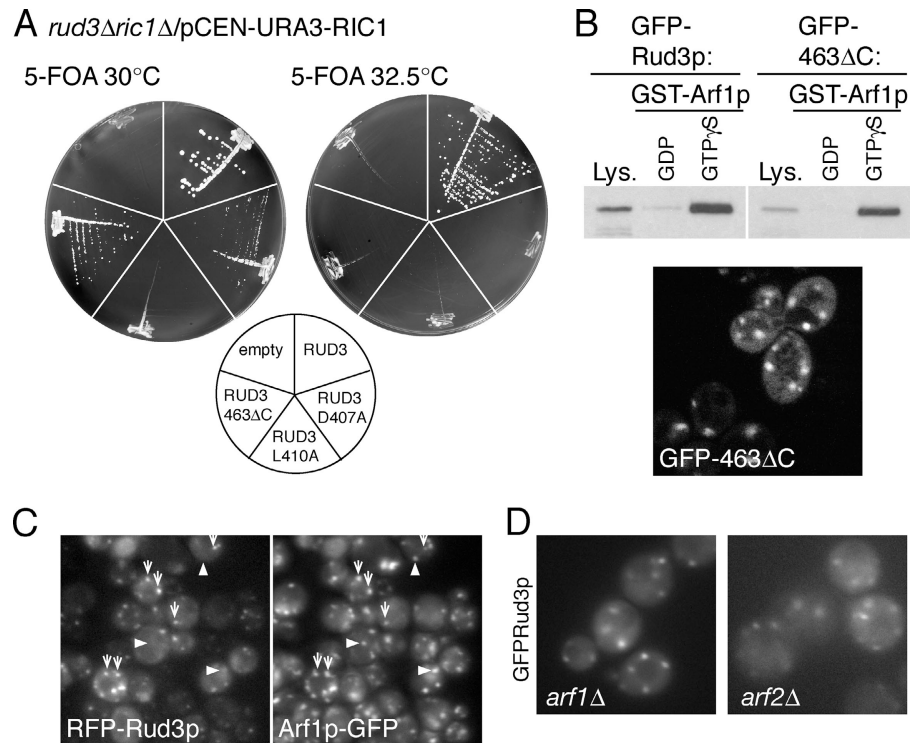 A rud3Δric1Δ/pCEN-URA3-RIC1
5-FOA 30°C
5-FOA 32.5°C
empty
RUD3
RUD3
463ΔC
RUD3
D407A
RUD3
L410A
B
GFP-
Rud3p:
GFP-
463ΔC:
GST-Arf1p
GST-Arf1p
Lys.
GDP
GTPγS
Lys.
GDP
GTPγS
GFP-463ΔC
C
RFP-Rud3p
Arf1p-GFP
D
GFPRud3p
arf1Δ
arf2Δ